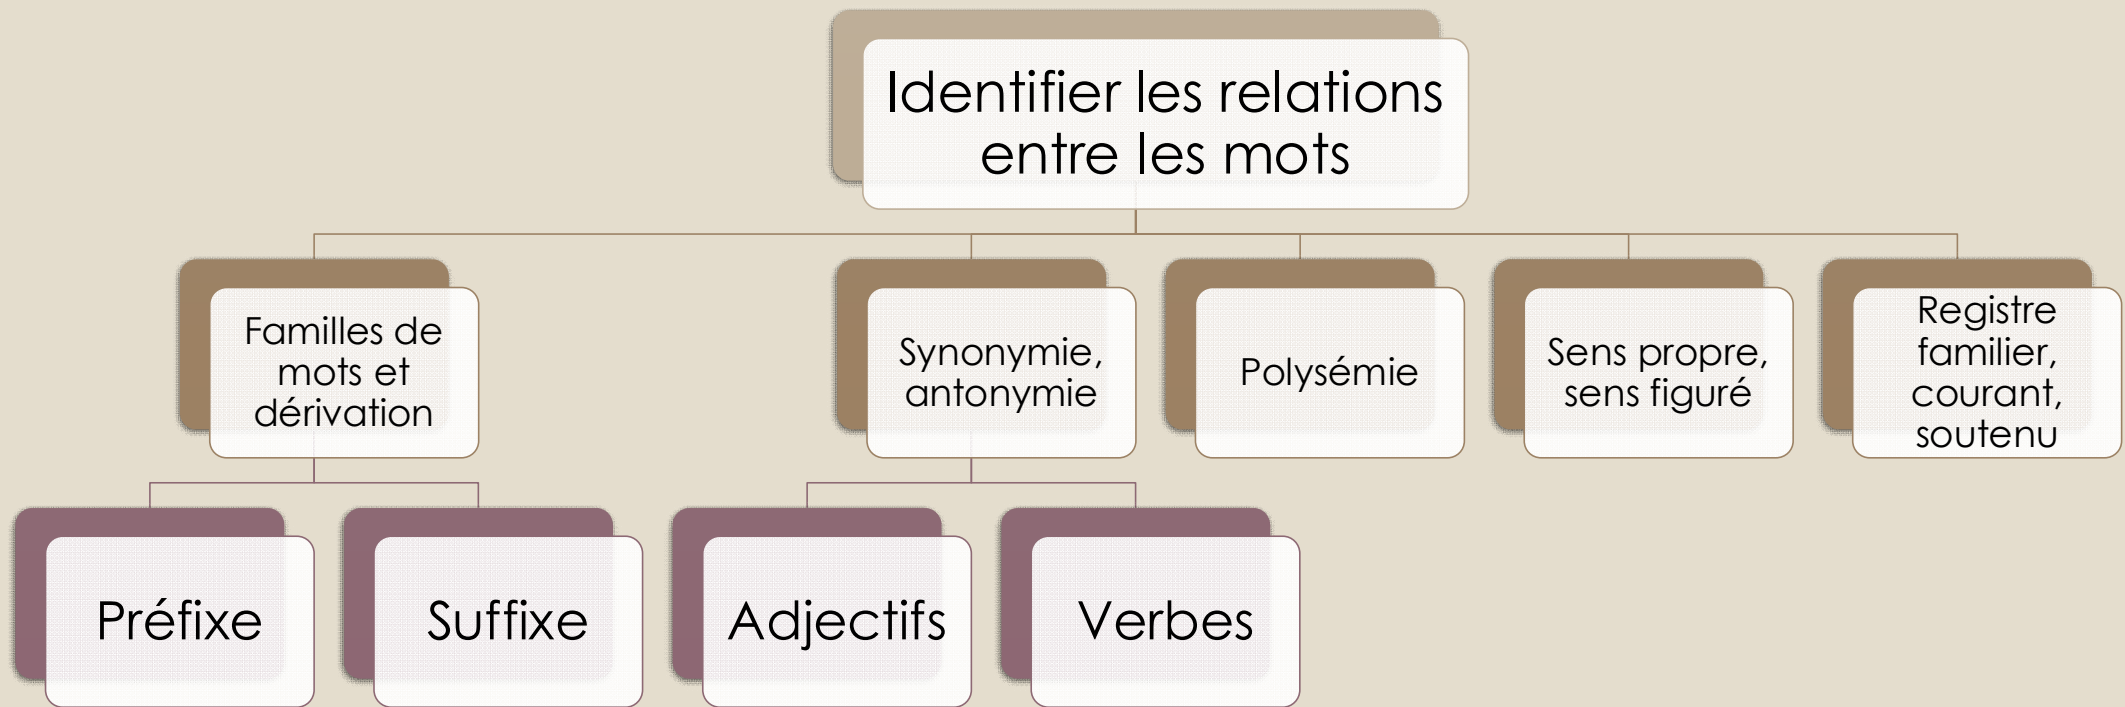 Identifier les relations
entre les mots
Familles de
mots et
dérivation
Synonymie,
antonymie
Polysémie
Sens propre,
sens figuré
Registre
familier,
courant,
soutenu
Préfixe
Suffixe
Adjectifs
Verbes